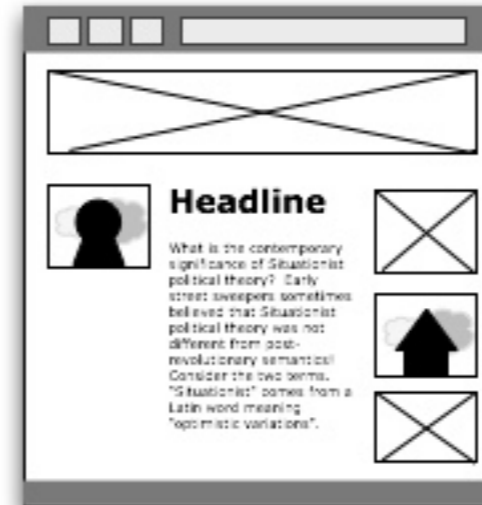 Headline
What is the contemporary
significance of Situationist
political theory? Early
street sweepers sometimes
believed that Situationist
political theory was not
different from post-
revolutionary semantics!
Consider the two terms.
"Situationist" comes from a
Latin word meaning
"optimistic variations".